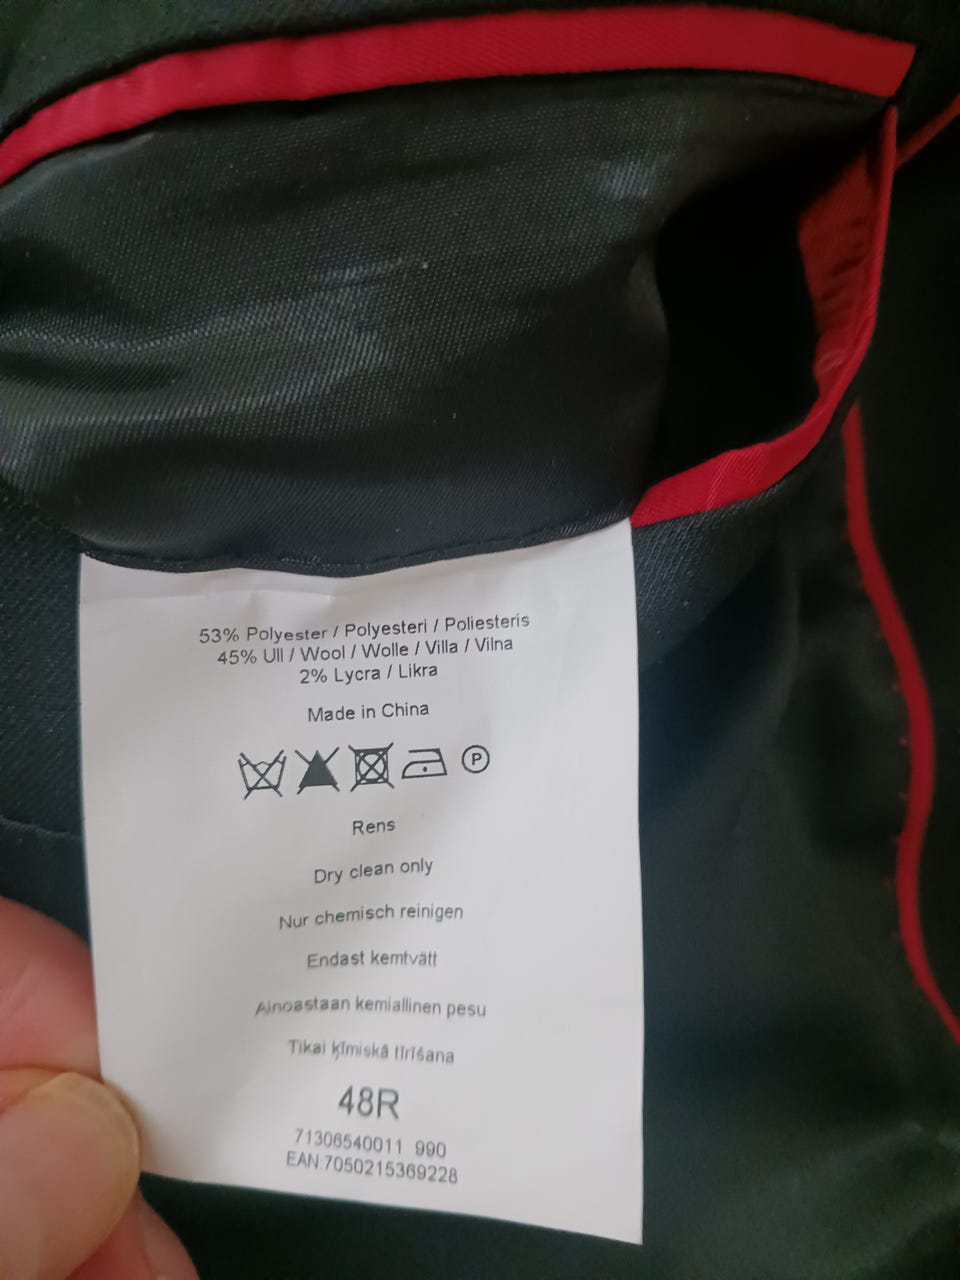 53% Polyester / Polyesteri / Poliesteris
45% Ull / Wool / Wolle / Villa / Vilna
2% Lycra / Likra
Made in China
P
Rens
Dry clean only
Nur chemisch reinigen
Endast kemtvätt
Ainoastaan kemiallinen pesu
Tikai ķīmiskā tīrīšana
48R
71306540011 990
EAN:7050215369228